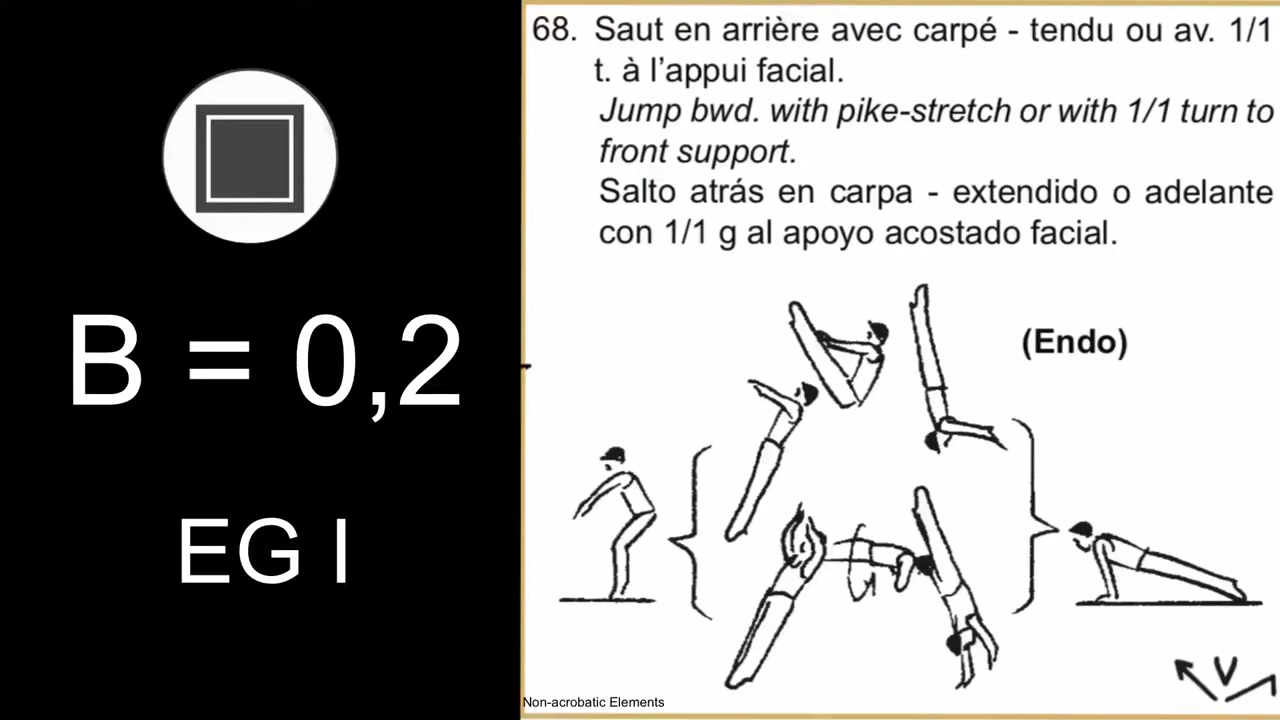 B = 0,2
EG I
68. Saut en arrière avec carpé - tendu ou av. 1/1
t. à l'appui facial.
Jump bwd. with pike-stretch or with 1/1 turn to
front support.
Salto atrás en carpa - extendido o adelante
con 1/1 g al apoyo acostado facial.
(Endo)
Non-acrobatic Elements